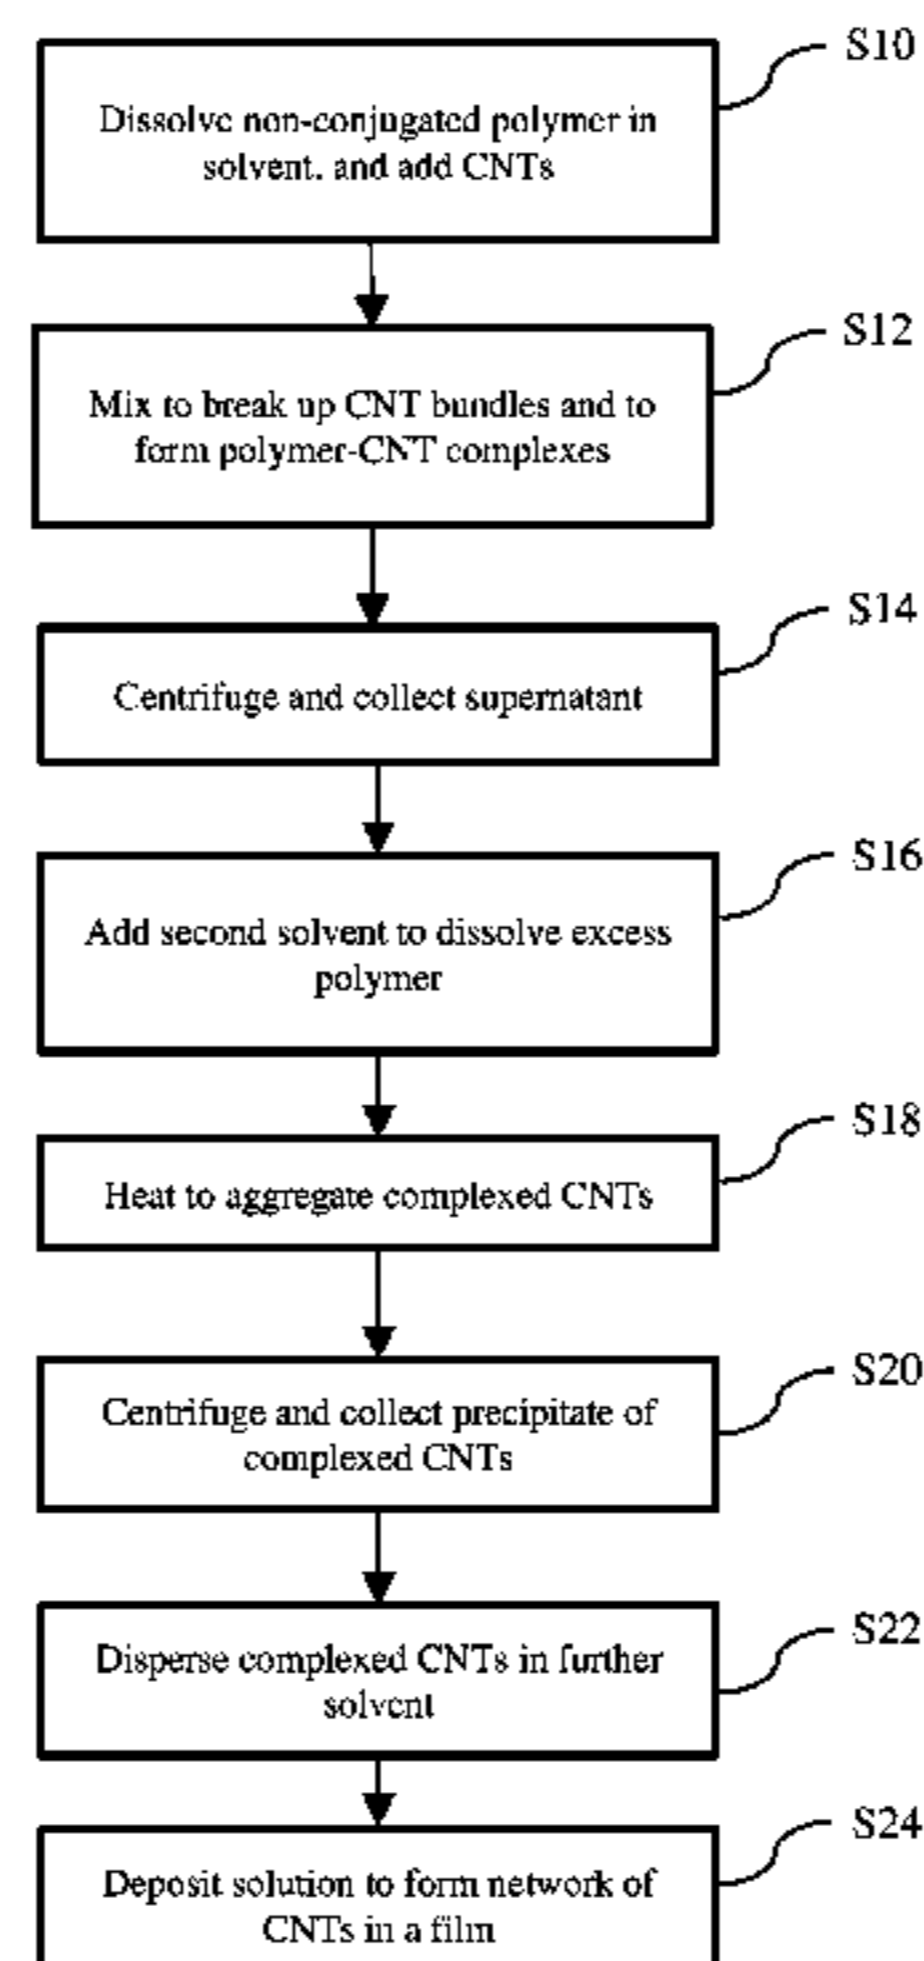 S10
Dissolve non-conjugated polymer in
solvent. and add CNTs
S12
Mix to break up CNT bundles and to
form polymer-CNT complexes
S14
Centrifuge and collect supernatant
S16
Add second solvent to dissolve excess
polymer
S18
Heat to aggregate complexed CNTs
S20
Centrifuge and collect precipitate of
complexed CNTs
S22
Disperse complexed CNTs in further
solvent
S24
Deposit solution to form network of
CNTs in a film